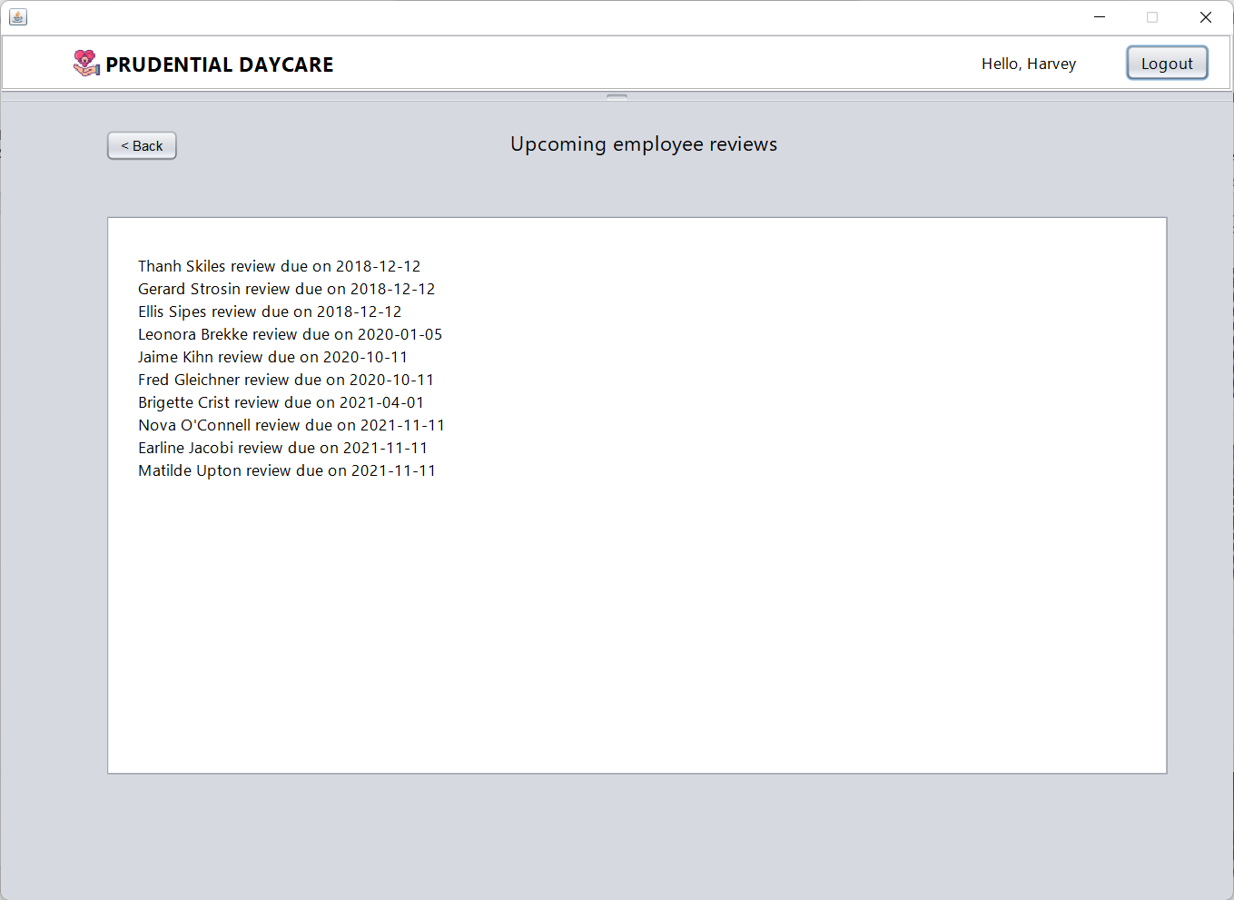 PRUDENTIAL DAYCARE
Hello, Harvey
Logout
< Back
Upcoming employee reviews
Thanh Skiles review due on 2018-12-12
Gerard Strosin review due on 2018-12-12
Ellis Sipes review due on 2018-12-12
Leonora Brekke review due on 2020-01-05
Jaime Kihn review due on 2020-10-11
Fred Gleichner review due on 2020-10-11
Brigette Crist review due on 2021-04-01
Nova O'Connell review due on 2021-11-11
Earline Jacobi review due on 2021-11-11
Matilde Upton review due on 2021-11-11